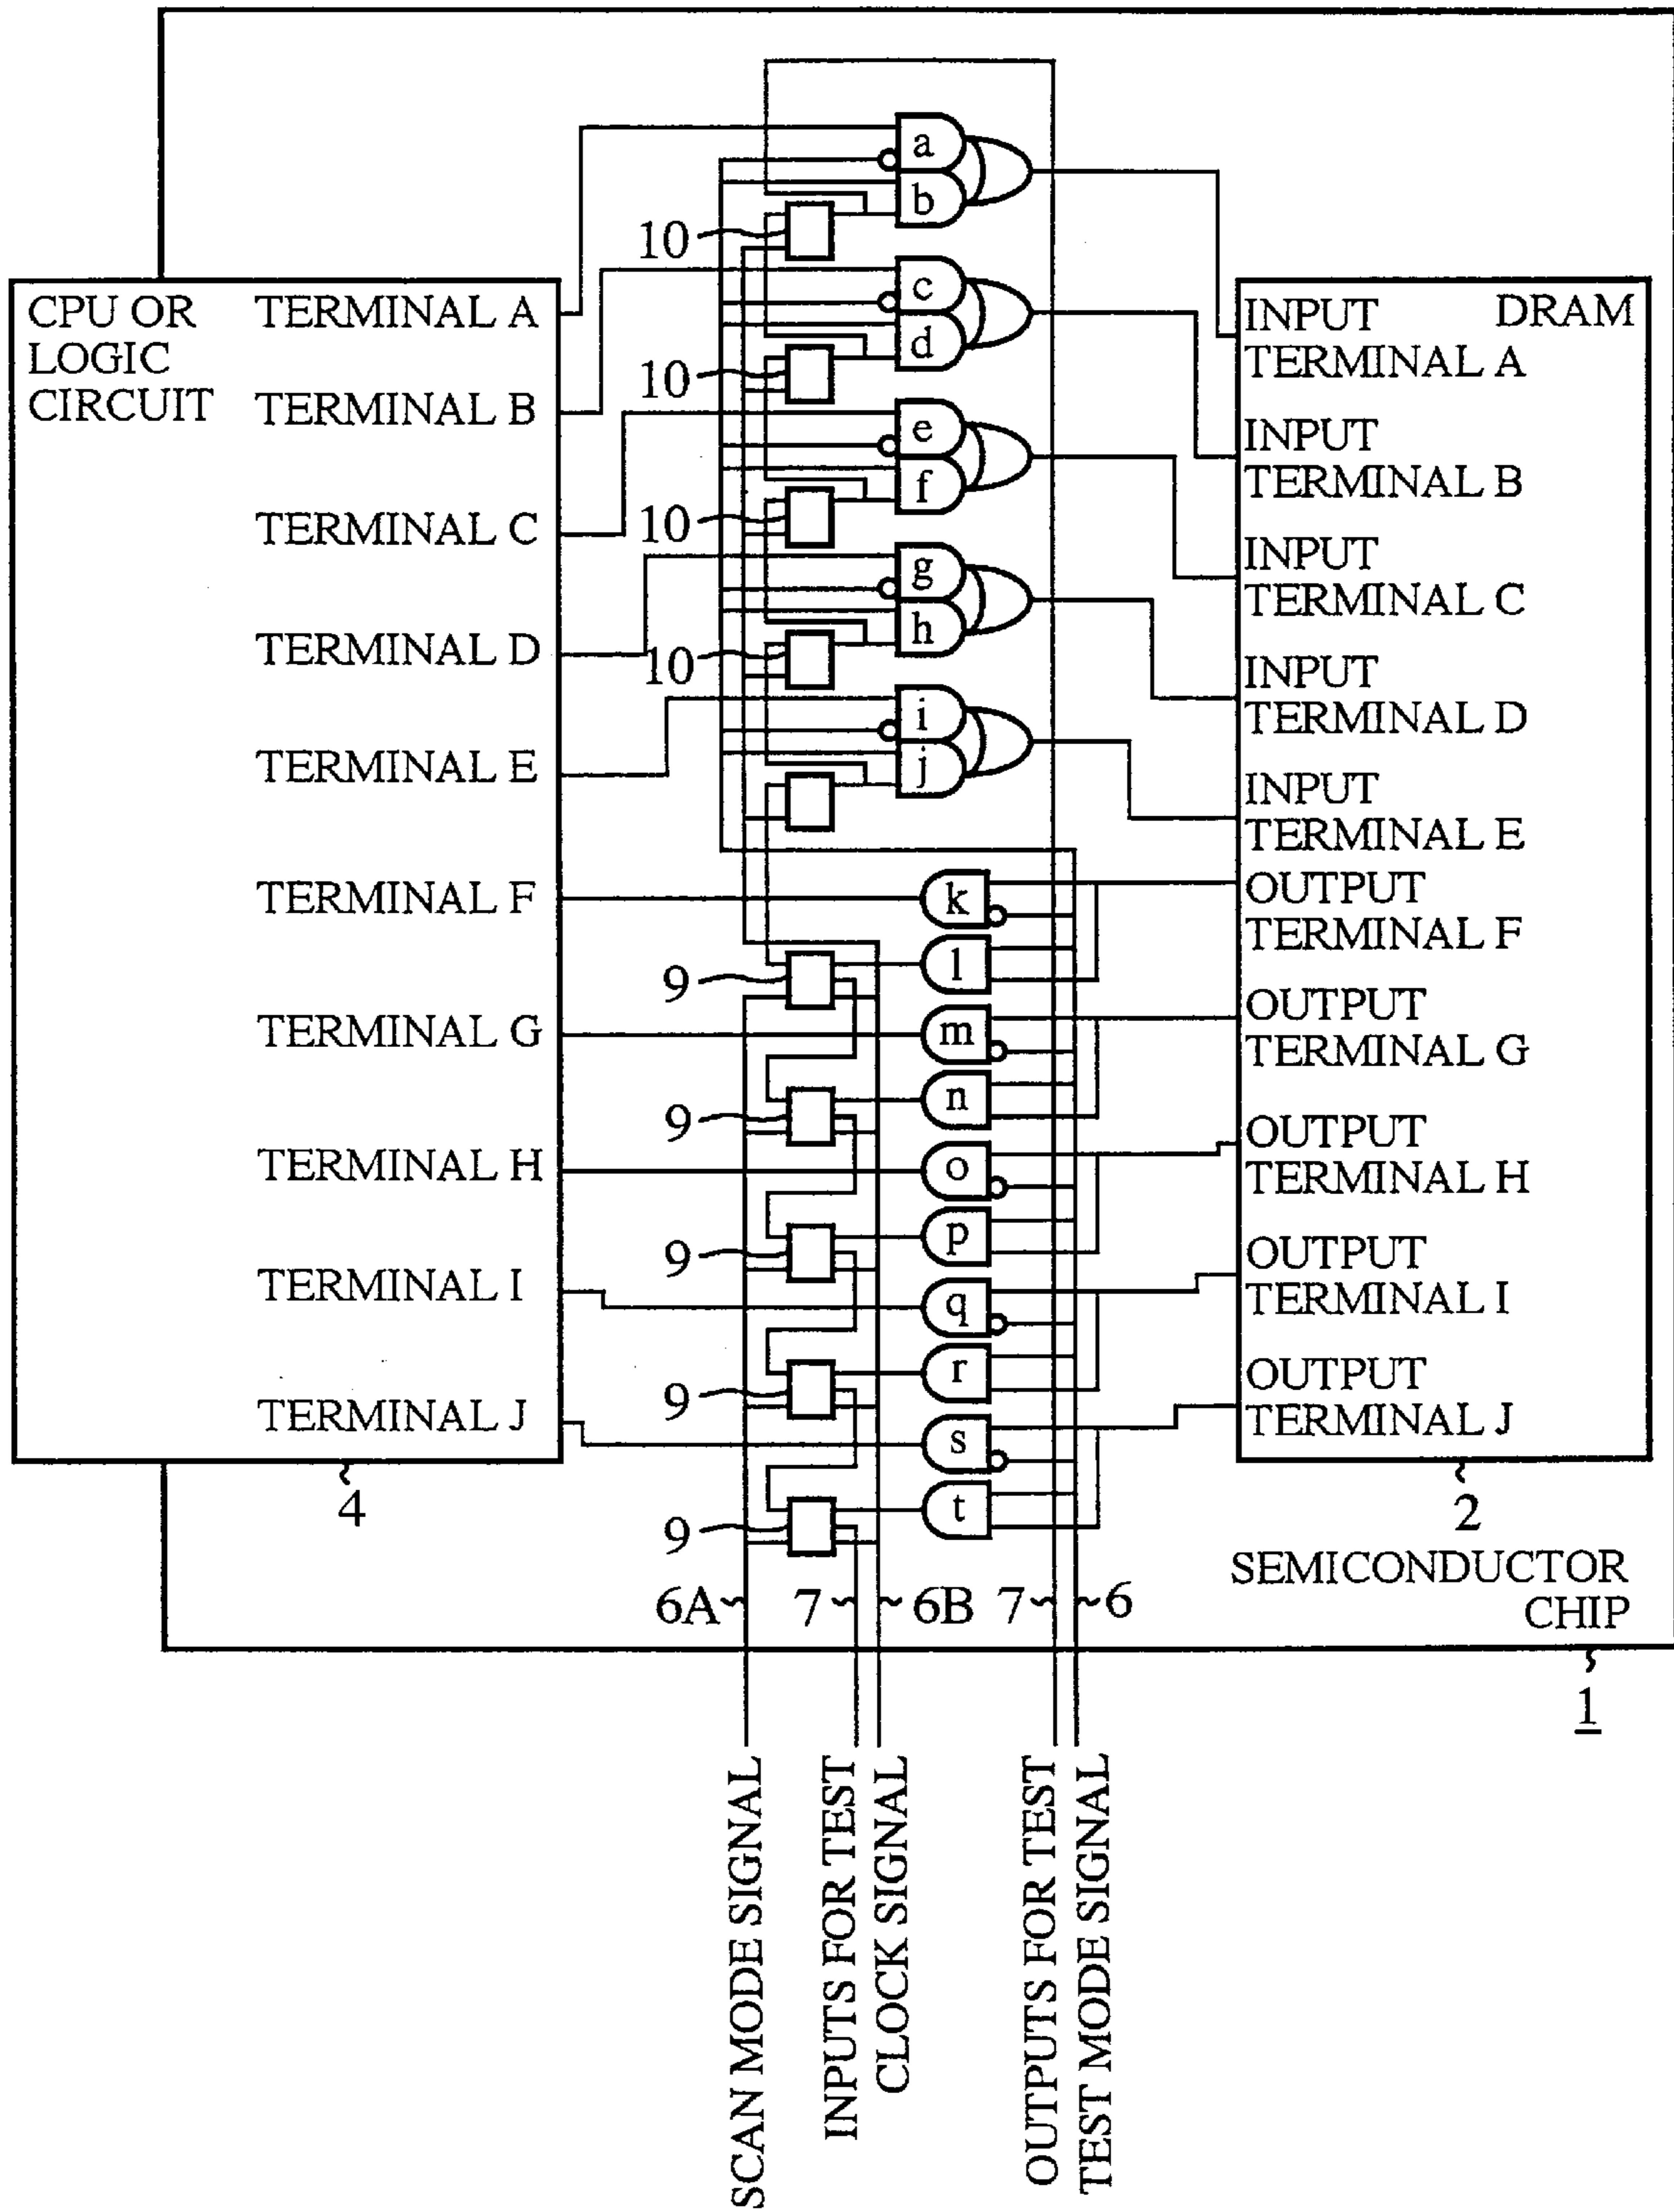 a
b
10
c
d
10
e
f
10
g
h
10
i
j
CPU OR
LOGIC
CIRCUIT
TERMINAL A
TERMINAL B
TERMINAL C
TERMINAL D
TERMINAL E
TERMINAL F
TERMINAL G
TERMINAL H
TERMINAL I
TERMINAL J
4
DRAM
INPUT
TERMINAL A
INPUT
TERMINAL B
INPUT
TERMINAL C
INPUT
TERMINAL D
INPUT
TERMINAL E
OUTPUT
TERMINAL F
OUTPUT
TERMINAL G
OUTPUT
TERMINAL H
OUTPUT
TERMINAL I
OUTPUT
TERMINAL J
2
k
l
9
m
n
9
o
p
9
q
r
9
s
t
9
6A
7
6B
7
6
SEMICONDUCTOR
CHIP
1
SCAN MODE SIGNAL
INPUTS FOR TEST
CLOCK SIGNAL
OUTPUTS FOR TEST
TEST MODE SIGNAL